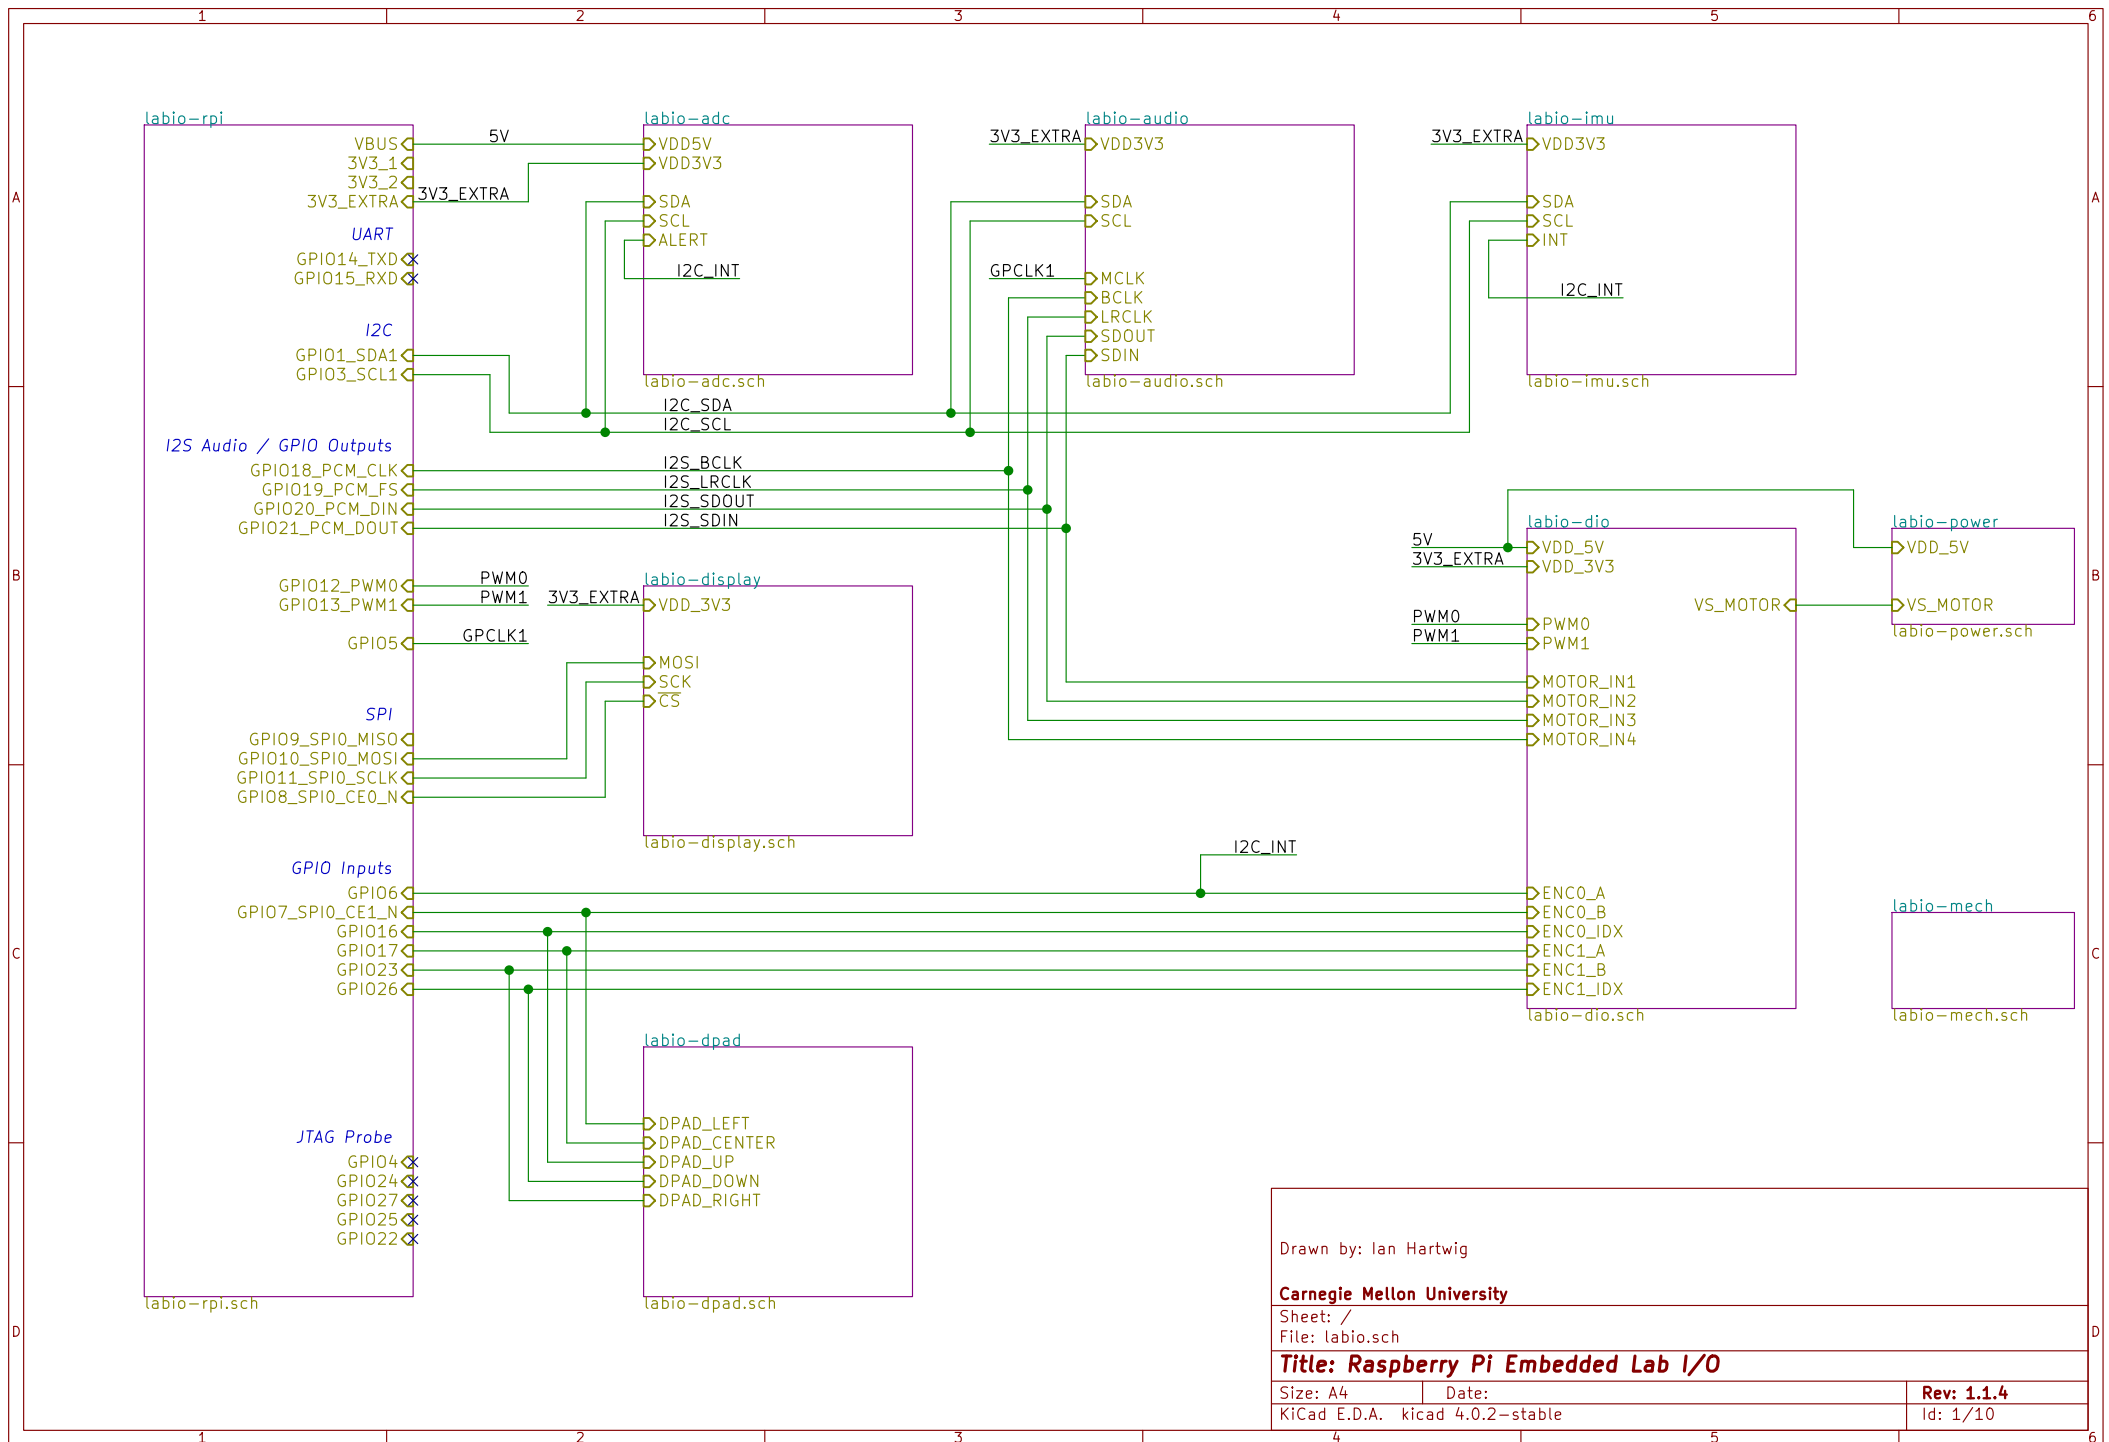 1 2 3 4 5 6
A
B
C
D
A
B
C
D
1 2 3 4 5 6
labio-rpi
VBUS
3V3_1
3V3_2
3V3_EXTRA
UART
GPIO14_TXD
GPIO15_RXD
I2C
GPIO1_SDA1
GPIO3_SCL1
I2S Audio / GPIO Outputs
GPIO18_PCM_CLK
GPIO19_PCM_FS
GPIO20_PCM_DIN
GPIO21_PCM_DOUT
GPIO12_PWM0
GPIO13_PWM1
GPIO5
SPI
GPIO9_SPI0_MISO
GPIO10_SPI0_MOSI
GPIO11_SPI0_SCLK
GPIO8_SPI0_CE0_N
GPIO Inputs
GPIO6
GPIO7_SPI0_CE1_N
GPIO16
GPIO17
GPIO23
GPIO26
JTAG Probe
GPIO4
GPIO24
GPIO27
GPIO25
GPIO22
labio-rpi.sch
5V
3V3_EXTRA
labio-adc
VDD5V
VDD3V3
SDA
SCL
ALERT
I2C_INT
labio-adc.sch
I2C_SDA
I2C_SCL
I2S_BCLK
I2S_LRCLK
I2S_SDOUT
I2S_SDIN
PWM0
PWM1
GPCLK1
3V3_EXTRA
labio-display
VDD_3V3
MOSI
SCK
CS
labio-display.sch
labio-dpad
DPAD_LEFT
DPAD_CENTER
DPAD_UP
DPAD_DOWN
DPAD_RIGHT
labio-dpad.sch
labio-audio
3V3_EXTRA
VDD3V3
SDA
SCL
GPCLK1
MCLK
BCLK
LRCLK
SDOUT
SDIN
labio-audio.sch
labio-imu
3V3_EXTRA
VDD3V3
SDA
SCL
INT
I2C_INT
labio-imu.sch
labio-dio
5V
3V3_EXTRA
VDD_5V
VDD_3V3
VS_MOTOR
PWM0
PWM1
PWM0
PWM1
MOTOR_IN1
MOTOR_IN2
MOTOR_IN3
MOTOR_IN4
I2C_INT
ENC0_A
ENC0_B
ENC0_IDX
ENC1_A
ENC1_B
ENC1_IDX
labio-dio.sch
labio-power
VDD_5V
VS_MOTOR
labio-power.sch
labio-mech
labio-mech.sch
Drawn by: Ian Hartwig
Carnegie Mellon University
Sheet: /
File: labio.sch
Title: Raspberry Pi Embedded Lab I/O
Size: A4 Date: Rev: 1.1.4
KiCad E.D.A. kicad 4.0.2-stable Id: 1/10